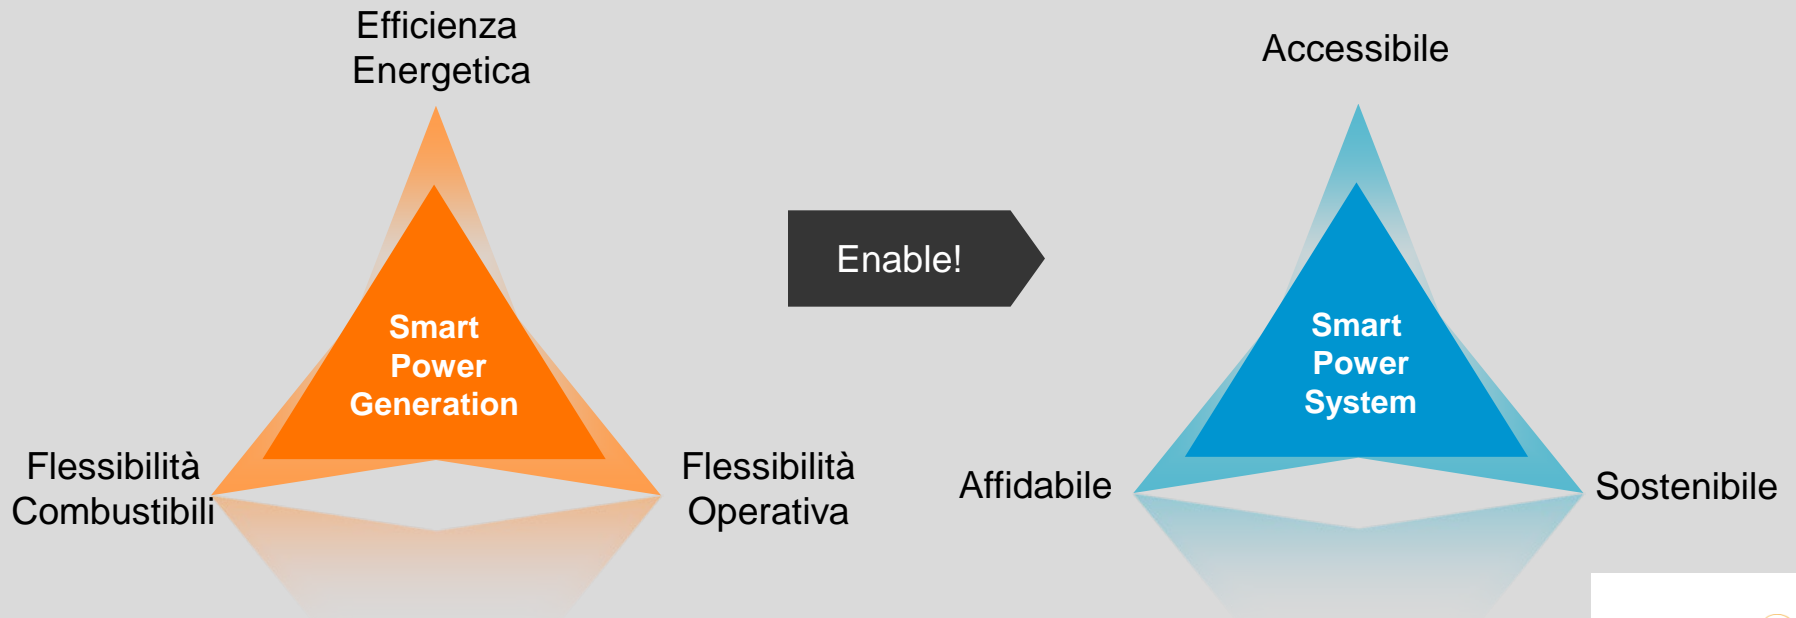 Efficienza
Energetica
Smart
Power
Generation
Flessibilità
Combustibili
Flessibilità
Operativa
Enable!
Accessibile
Smart
Power
System
Affidabile
Sostenibile